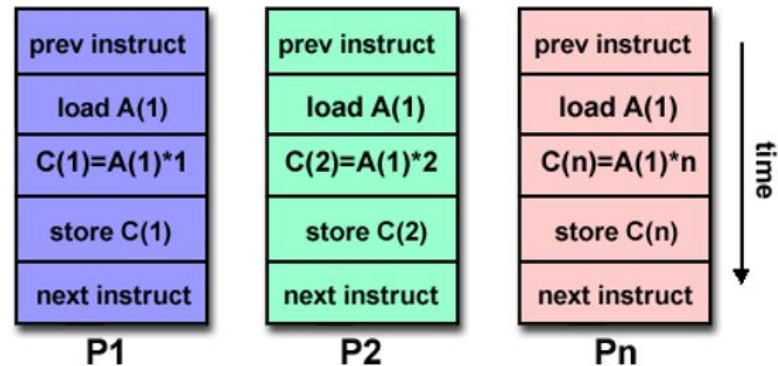 prev instruct
load A(1)
C(1)=A(1)*1
store C(1)
next instruct
P1
prev instruct
load A(1)
C(2)=A(1)*2
store C(2)
next instruct
P2
prev instruct
load A(1)
C(n)=A(1)*n
store C(n)
next instruct
Pn
time